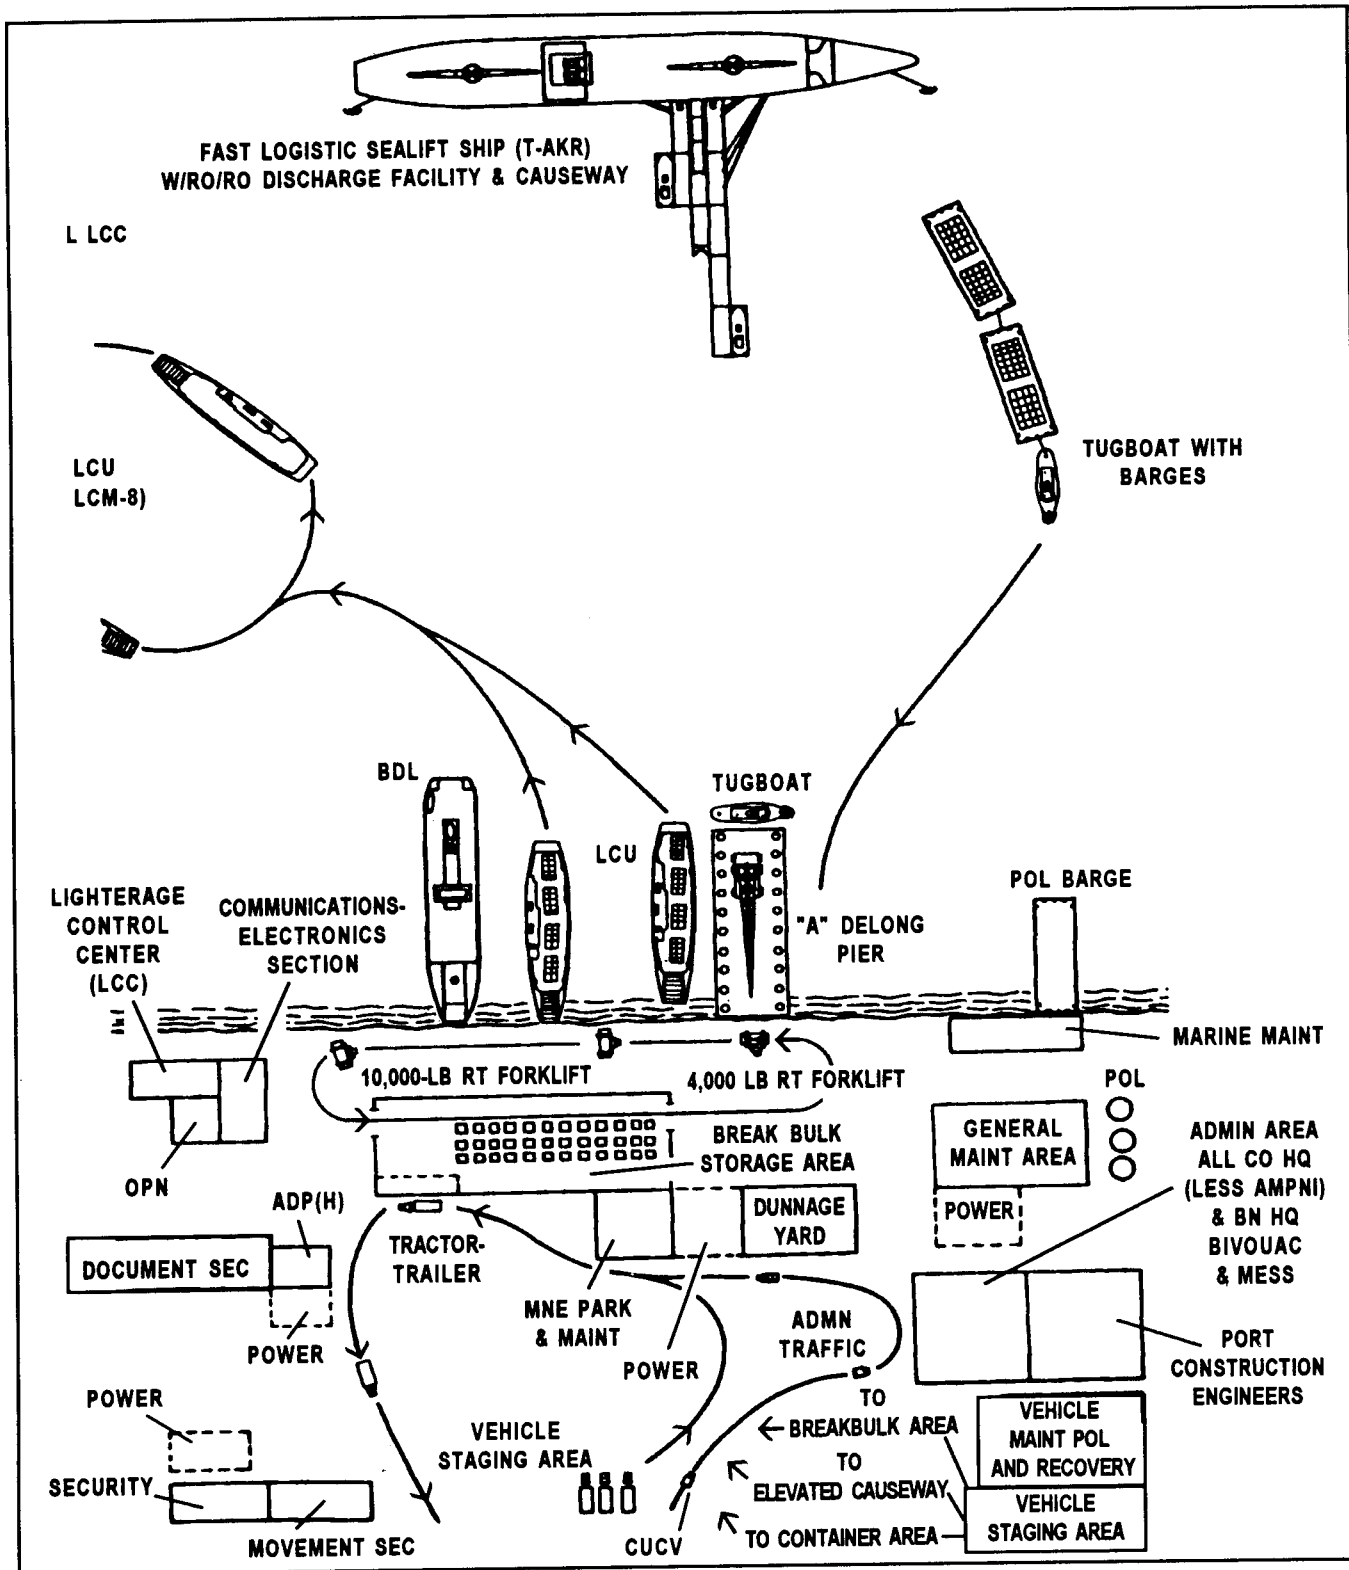 FAST LOGISTIC SEALIFT SHIP (T-AKR)
W/RO/RO DISCHARGE FACILITY & CAUSEWAY
L LCC
LCU
LCM-8)
TUGBOAT WITH
BARGES
BDL
TUGBOAT
LCU
"A" DELONG
PIER
POL BARGE
LIGHTERAGE
CONTROL
CENTER
(LCC)
COMMUNICATIONS-
ELECTRONICS
SECTION
MARINE MAINT
10,000-LB RT FORKLIFT
4,000 LB RT FORKLIFT
POL
OPN
BREAK BULK
STORAGE AREA
GENERAL
MAINT AREA
ADMIN AREA
ALL CO HQ
(LESS AMPNI)
& BN HQ
BIVOUAC
& MESS
ADP(H)
DUNNAGE
YARD
POWER
DOCUMENT SEC
TRACTOR-
TRAILER
POWER
MNE PARK
& MAINT
POWER
ADMN
TRAFFIC
PORT
CONSTRUCTION
ENGINEERS
POWER
VEHICLE
STAGING AREA
TO
BREAKBULK AREA
TO
ELEVATED CAUSEWAY
TO CONTAINER AREA
VEHICLE
MAINT POL
AND RECOVERY
VEHICLE
STAGING AREA
SECURITY
MOVEMENT SEC
CUCV